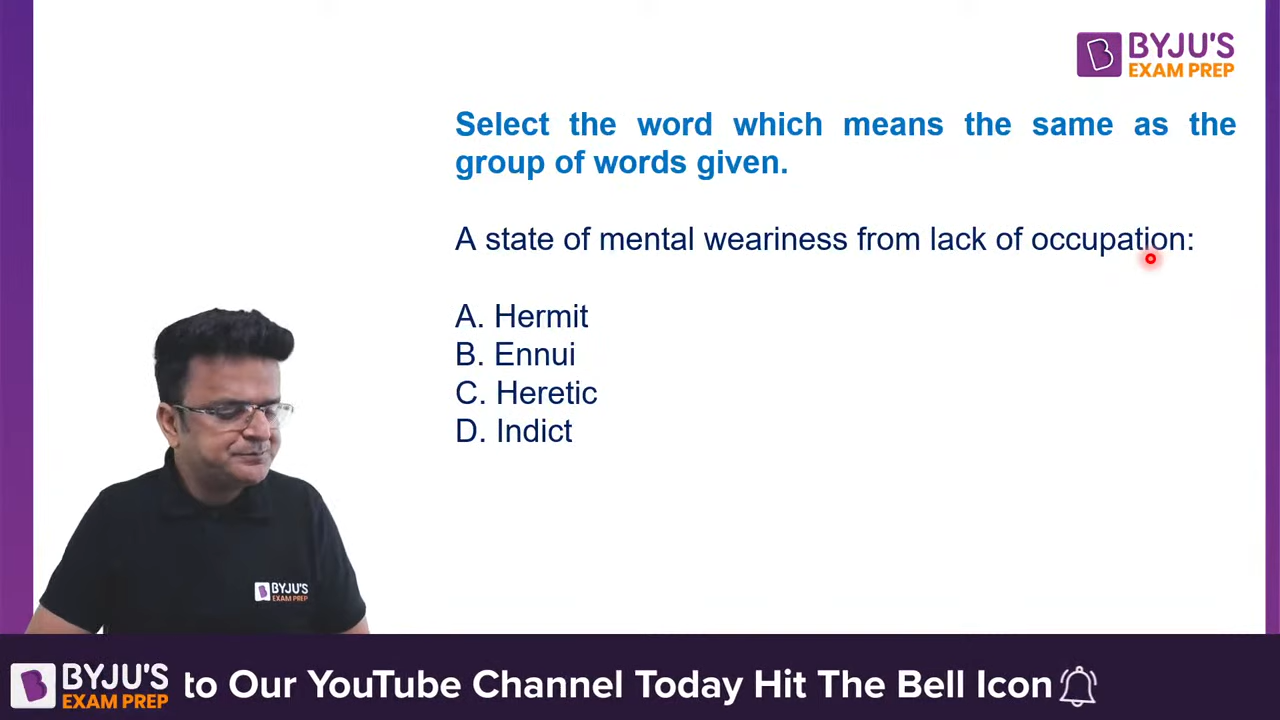 BYJU'S
EXAM PREP
Select the word which means the same as the
group of words given.
A state of mental weariness from lack of occupation:
A. Hermit
B. Ennui
C. Heretic
D. Indict
BYJU'S
EXAM PREP
BYJU'S
EXAM PREP
to Our YouTube Channel Today Hit The Bell Icon